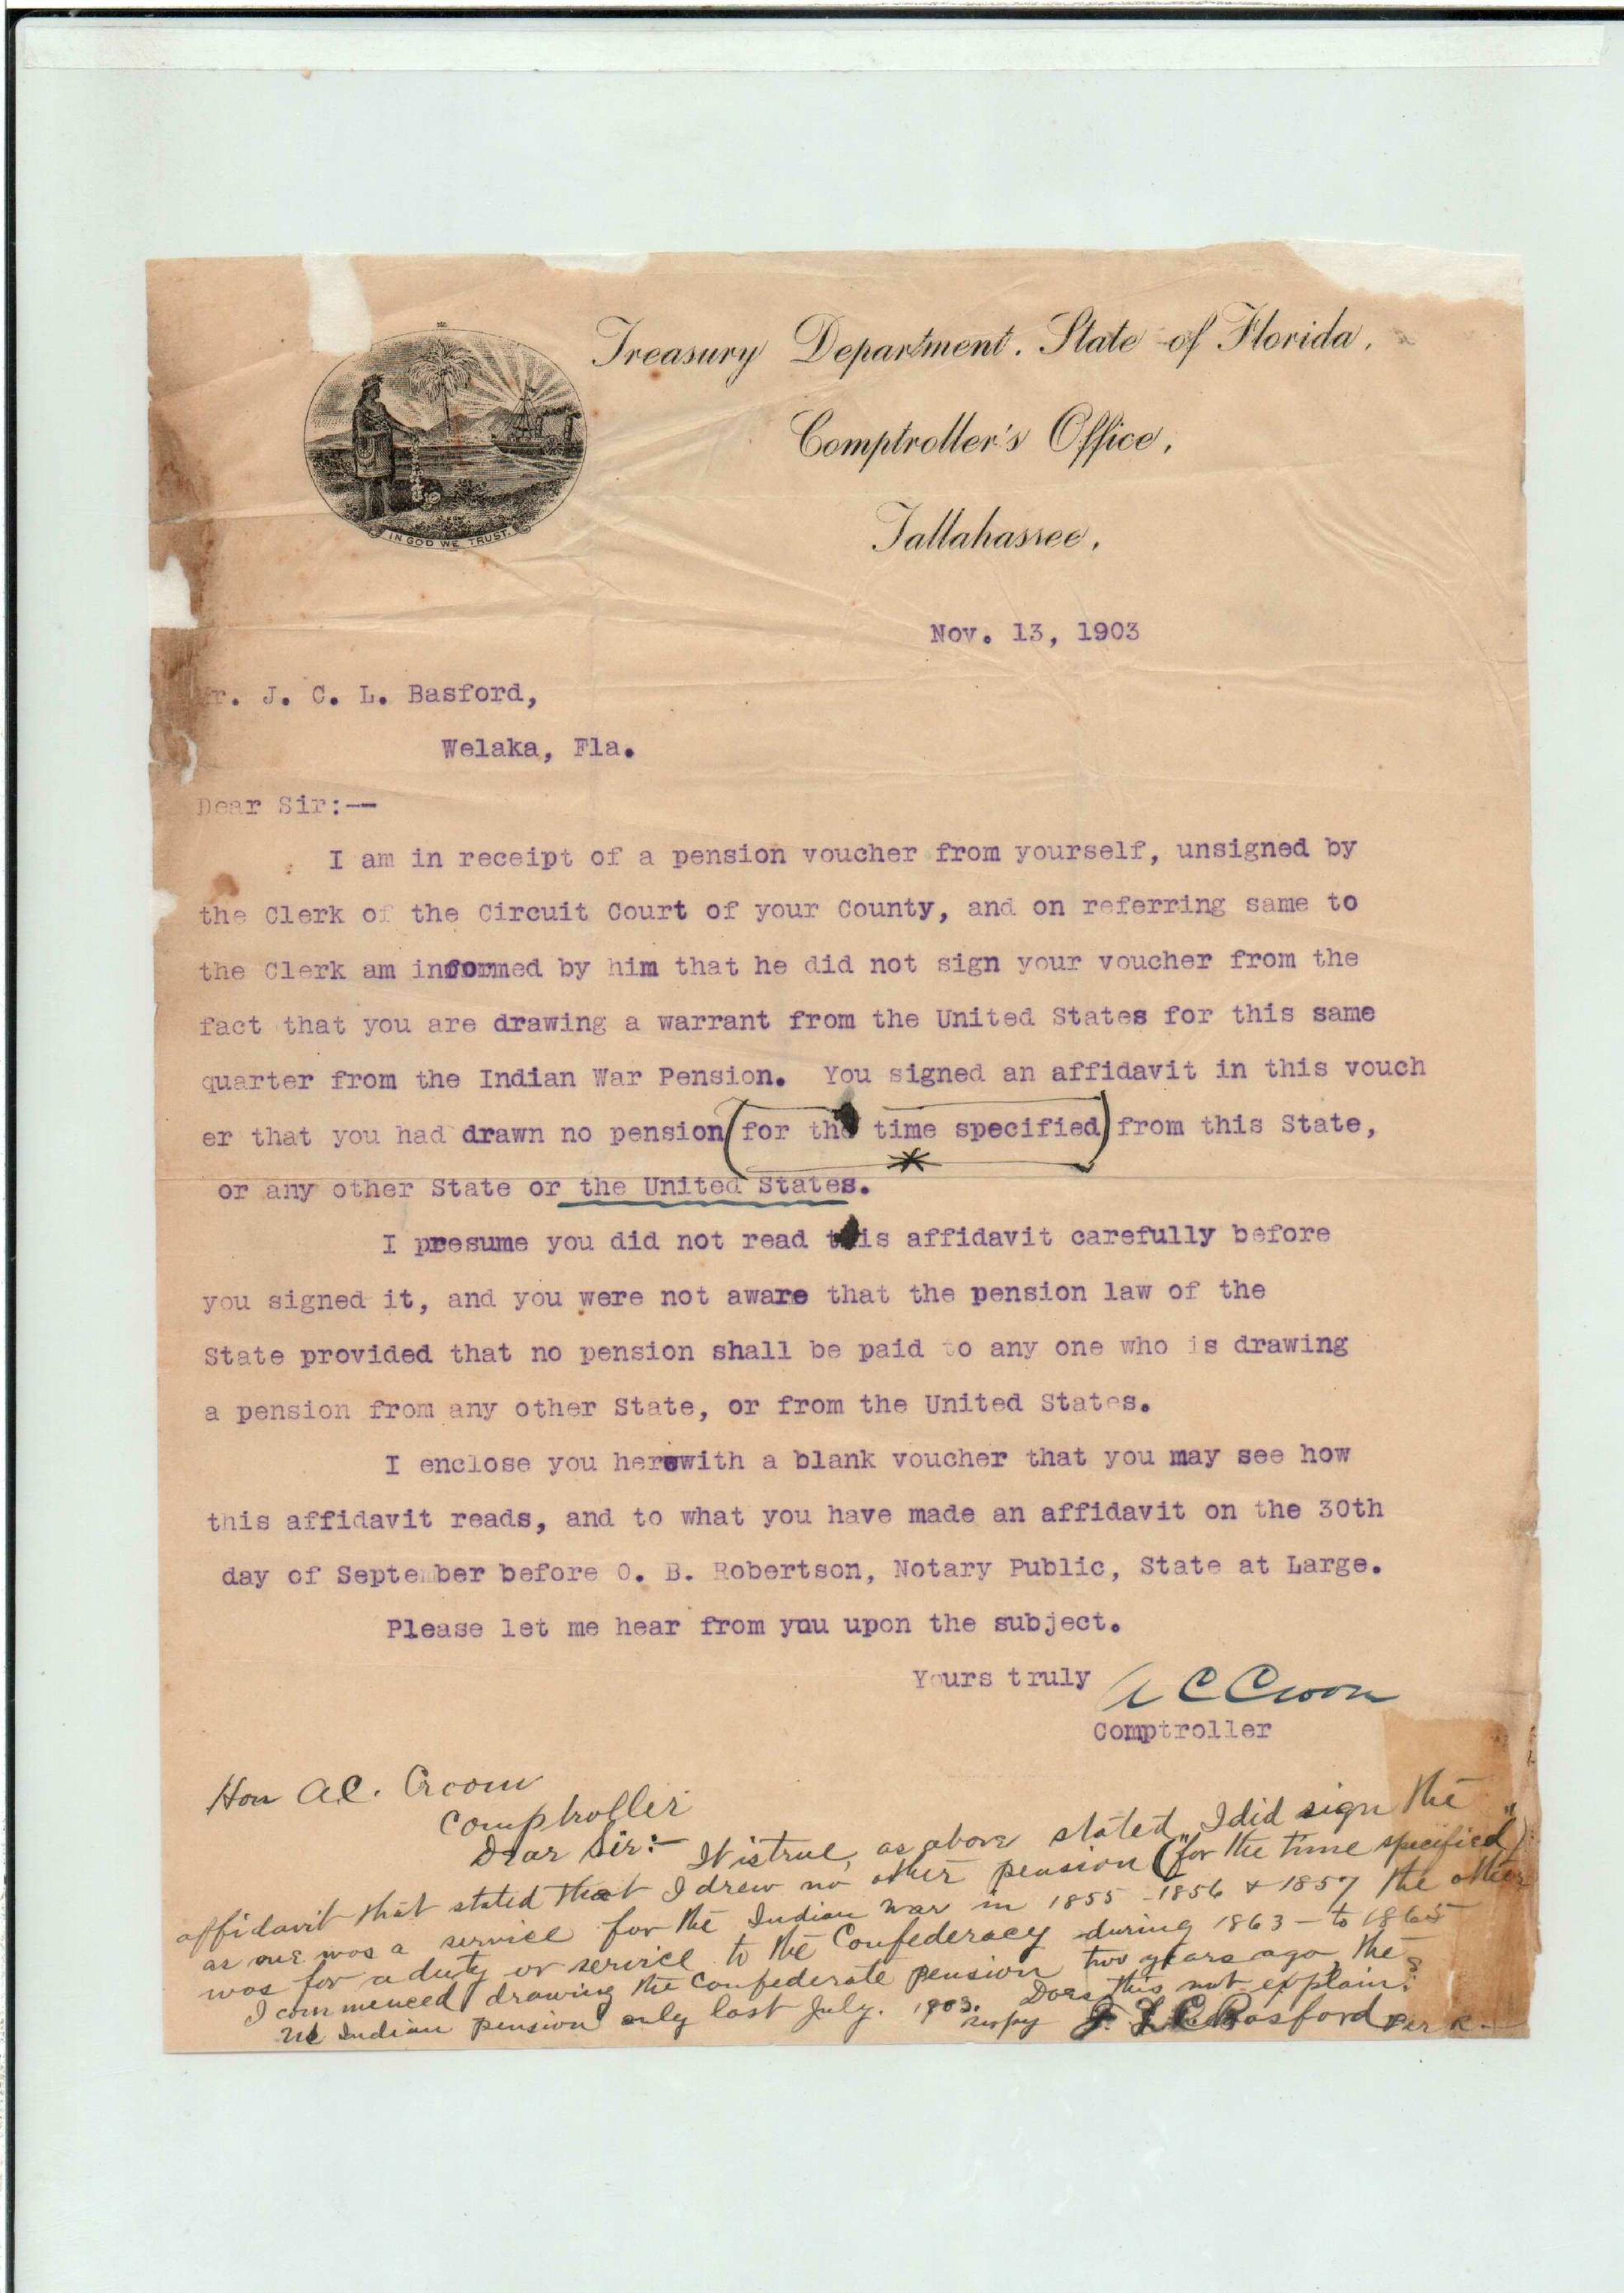 Treasury Department. State of Florida,
Comptroller's Office,
Tallahassee,
IN GOD WE TRUST.
Nov. 13, 1903
r. J. C. L. Basford,
Welaka, Fla.
Dear Sir:--
I am in receipt of a pension voucher from yourself, unsigned by
the Clerk of the Circuit Court of your County, and on referring same to
the Clerk am informed by him that he did not sign your voucher from the
fact that you are drawing a warrant from the United States for this same
quarter from the Indian War Pension. You signed an affidavit in this vouch
er that you had drawn no pension (for the time specified) from this State,
*
or any other State or the United States.
I presume you did not read this affidavit carefully before
you signed it, and you were not aware that the pension law of the
State provided that no pension shall be paid to any one who is drawing
a pension from any other State, or from the United States.
I enclose you herewith a blank voucher that you may see how
this affidavit reads, and to what you have made an affidavit on the 30th
day of September before O. B. Robertson, Notary Public, State at Large.
Please let me hear from ynu upon the subject.
Yours truly A C Croom
Comptroller
Hon A.C. Croom
Comptroller
Dear Sir:- It is true, as above stated, I did sign the
affidavit that stated that I drew no other pension ("for the time specified")
as one was a service for the Indian War in 1855 - 1856 & 1857 the other
was for a duty or service to the Confederacy during 1863 - to 1865
I commenced drawing the Confederate pension two years ago, the
Indian pension only last July. 1903. Does this not explain?
J. L. C. Basford Per R.